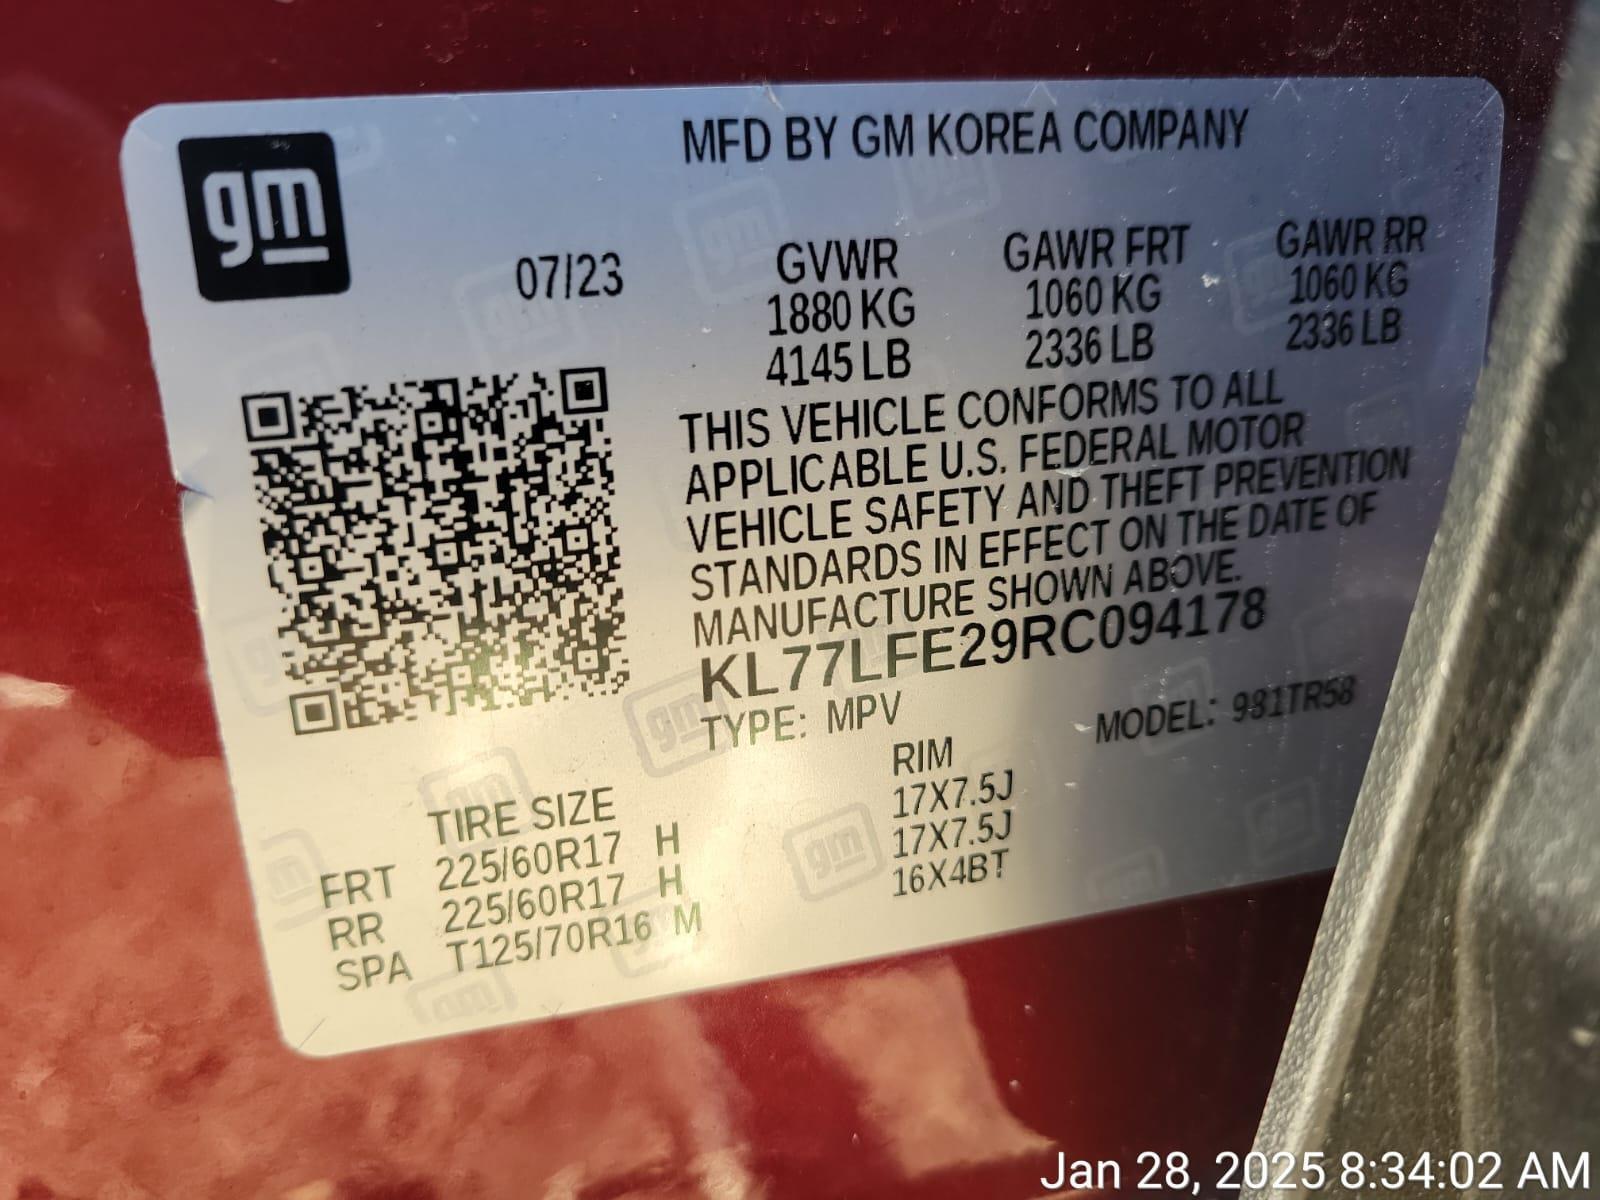 gm
MFD BY GM KOREA COMPANY
07/23
GVWR GAWR FRT GAWR RR
1880 KG 1060 KG 1060 KG
4145 LB 2336 LB 2336 LB
THIS VEHICLE CONFORMS TO ALL
APPLICABLE U.S. FEDERAL MOTOR
VEHICLE SAFETY AND THEFT PREVENTION
STANDARDS IN EFFECT ON THE DATE OF
MANUFACTURE SHOWN ABOVE.
KL77LFE29RC094178
TYPE: MPV MODEL: 981TR58
TIRE SIZE RIM
FRT 225/60R17 H 17X7.5J
RR 225/60R17 H 17X7.5J
SPA T125/70R16 M 16X4BT
Jan 28, 2025 8:34:02 AM